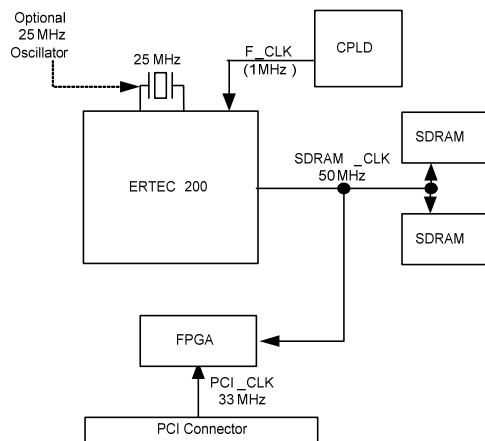 Optional
25 MHz
Oscillator
25 MHz
F_CLK
(1MHz )
CPLD
ERTEC 200
SDRAM _CLK
50 MHz
SDRAM
SDRAM
FPGA
PCI _CLK
33 MHz
PCI Connector